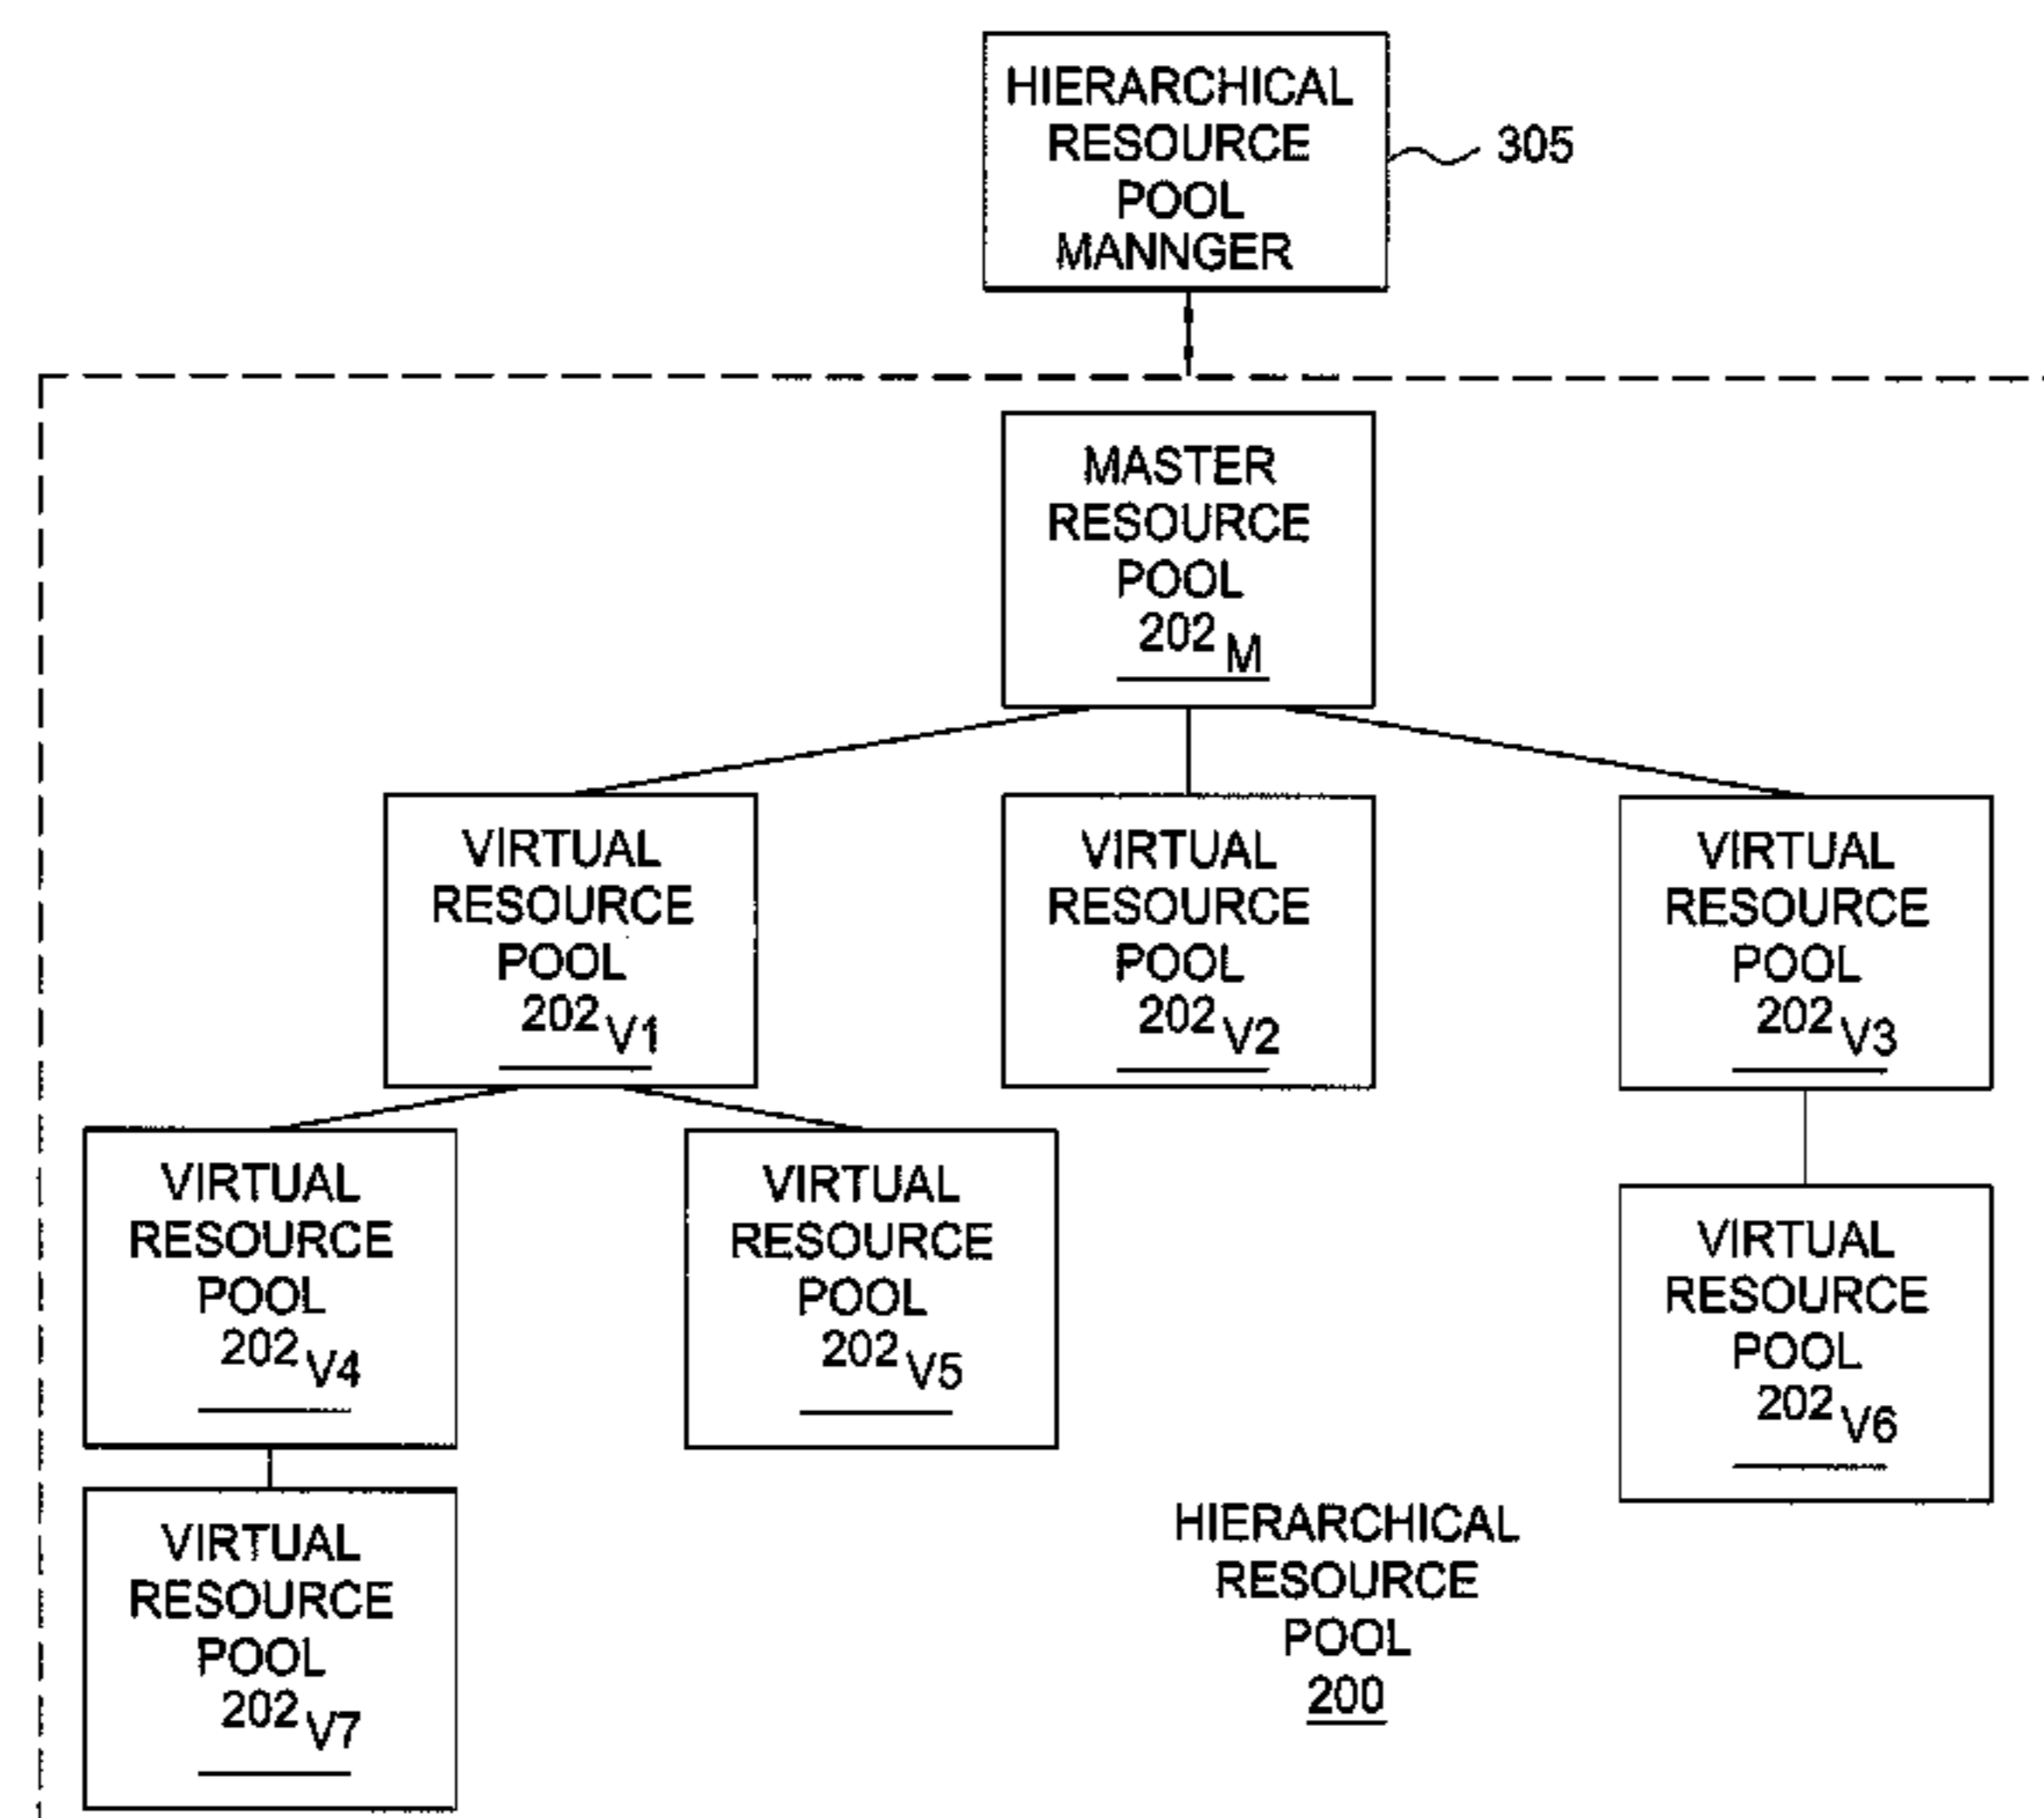 HIERARCHICAL
RESOURCE
POOL
MANNGER
305
MASTER
RESOURCE
POOL
202 M
VIRTUAL
RESOURCE
POOL
202 V1
VIRTUAL
RESOURCE
POOL
202 V2
VIRTUAL
RESOURCE
POOL
202 V3
VIRTUAL
RESOURCE
POOL
202 V4
VIRTUAL
RESOURCE
POOL
202 V5
VIRTUAL
RESOURCE
POOL
202 V6
VIRTUAL
RESOURCE
POOL
202 V7
HIERARCHICAL
RESOURCE
POOL
200